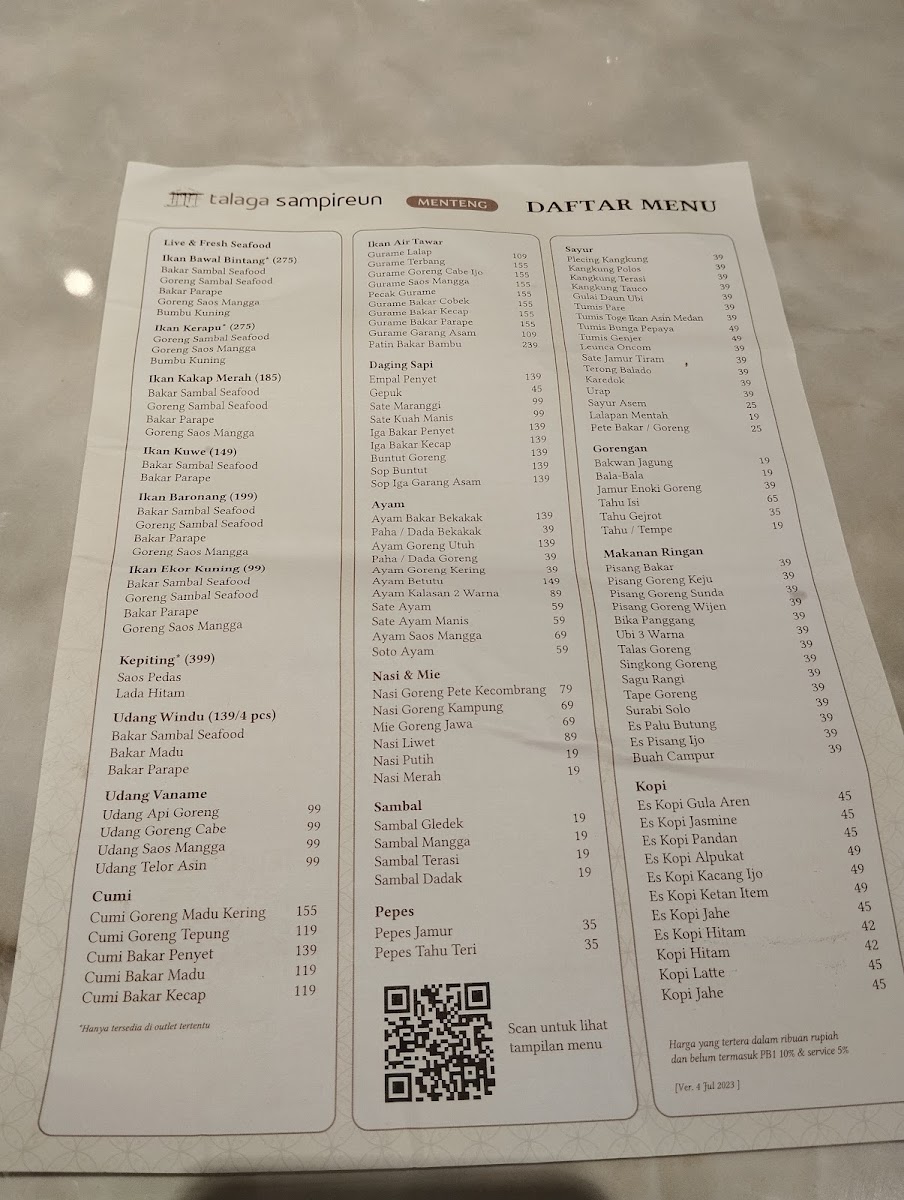 talaga sampireun MENTENG DAFTAR MENU
Live & Fresh Seafood
Ikan Bawal Bintang* (275)
Bakar Sambal Seafood
Goreng Sambal Seafood
Bakar Parape
Goreng Saos Mangga
Bumbu Kuning
Ikan Kerapu* (275)
Goreng Sambal Seafood
Goreng Saos Mangga
Bumbu Kuning
Ikan Kakap Merah (185)
Bakar Sambal Seafood
Goreng Sambal Seafood
Bakar Parape
Goreng Saos Mangga
Ikan Kuwe (149)
Bakar Sambal Seafood
Bakar Parape
Ikan Baronang (199)
Bakar Sambal Seafood
Goreng Sambal Seafood
Bakar Parape
Goreng Saos Mangga
Ikan Ekor Kuning (99)
Bakar Sambal Seafood
Goreng Sambal Seafood
Bakar Parape
Goreng Saos Mangga
Kepiting* (399)
Saos Pedas
Lada Hitam
Udang Windu (139/4 pcs)
Bakar Sambal Seafood
Bakar Madu
Bakar Parape
Udang Vaname
Udang Api Goreng 99
Udang Goreng Cabe 99
Udang Saos Mangga 99
Udang Telor Asin 99
Cumi
Cumi Goreng Madu Kering 155
Cumi Goreng Tepung 119
Cumi Bakar Penyet 139
Cumi Bakar Madu 119
Cumi Bakar Kecap 119
*Hanya tersedia di outlet tertentu
Ikan Air Tawar
Gurame Lalap 109
Gurame Terbang 155
Gurame Goreng Cabe Ijo 155
Gurame Saos Mangga 155
Pecak Gurame 155
Gurame Bakar Cobek 155
Gurame Bakar Kecap 155
Gurame Bakar Parape 155
Gurame Garang Asam 109
Patin Bakar Bambu 239
Daging Sapi
Empal Penyet 139
Gepuk 45
Sate Maranggi 99
Sate Kuah Manis 99
Iga Bakar Penyet 139
Iga Bakar Kecap 139
Buntut Goreng 139
Sop Buntut 139
Sop Iga Garang Asam 139
Ayam
Ayam Bakar Bekakak 139
Paha / Dada Bekakak 39
Ayam Goreng Utuh 139
Paha / Dada Goreng 39
Ayam Goreng Kering 39
Ayam Betutu 149
Ayam Kalasan 2 Warna 89
Sate Ayam 59
Sate Ayam Manis 59
Ayam Saos Mangga 69
Soto Ayam 59
Nasi & Mie
Nasi Goreng Pete Kecombrang 79
Nasi Goreng Kampung 69
Mie Goreng Jawa 69
Nasi Liwet 89
Nasi Putih 19
Nasi Merah 19
Sambal
Sambal Gledek 19
Sambal Mangga 19
Sambal Terasi 19
Sambal Dadak 19
Pepes
Pepes Jamur 35
Pepes Tahu Teri 35
Scan untuk lihat
tampilan menu
Sayur
Plecing Kangkung 39
Kangkung Polos 39
Kangkung Terasi 39
Kangkung Tauco 39
Gulai Daun Ubi 39
Tumis Pare 39
Tumis Toge Ikan Asin Medan 39
Tumis Bunga Pepaya 49
Tumis Genjer 49
Leunca Oncom 39
Sate Jamur Tiram 39
Terong Balado 39
Karedok 39
Urap 39
Sayur Asem 25
Lalapan Mentah 19
Pete Bakar / Goreng 25
Gorengan
Bakwan Jagung 19
Bala-Bala 19
Jamur Enoki Goreng 39
Tahu Isi 65
Tahu Gejrot 35
Tahu / Tempe 19
Makanan Ringan
Pisang Bakar 39
Pisang Goreng Keju 39
Pisang Goreng Sunda 39
Pisang Goreng Wijen 39
Bika Panggang 39
Ubi 3 Warna 39
Talas Goreng 39
Singkong Goreng 39
Sagu Rangi 39
Tape Goreng 39
Surabi Solo 39
Es Palu Butung 39
Es Pisang Ijo 39
Buah Campur 39
Kopi
Es Kopi Gula Aren 45
Es Kopi Jasmine 45
Es Kopi Pandan 45
Es Kopi Alpukat 49
Es Kopi Kacang Ijo 49
Es Kopi Ketan Item 49
Es Kopi Jahe 45
Es Kopi Hitam 42
Kopi Hitam 42
Kopi Latte 45
Kopi Jahe 45
Harga yang tertera dalam ribuan rupiah
dan belum termasuk PB1 10% & service 5%
[Ver. 4 Jul 2023 ]